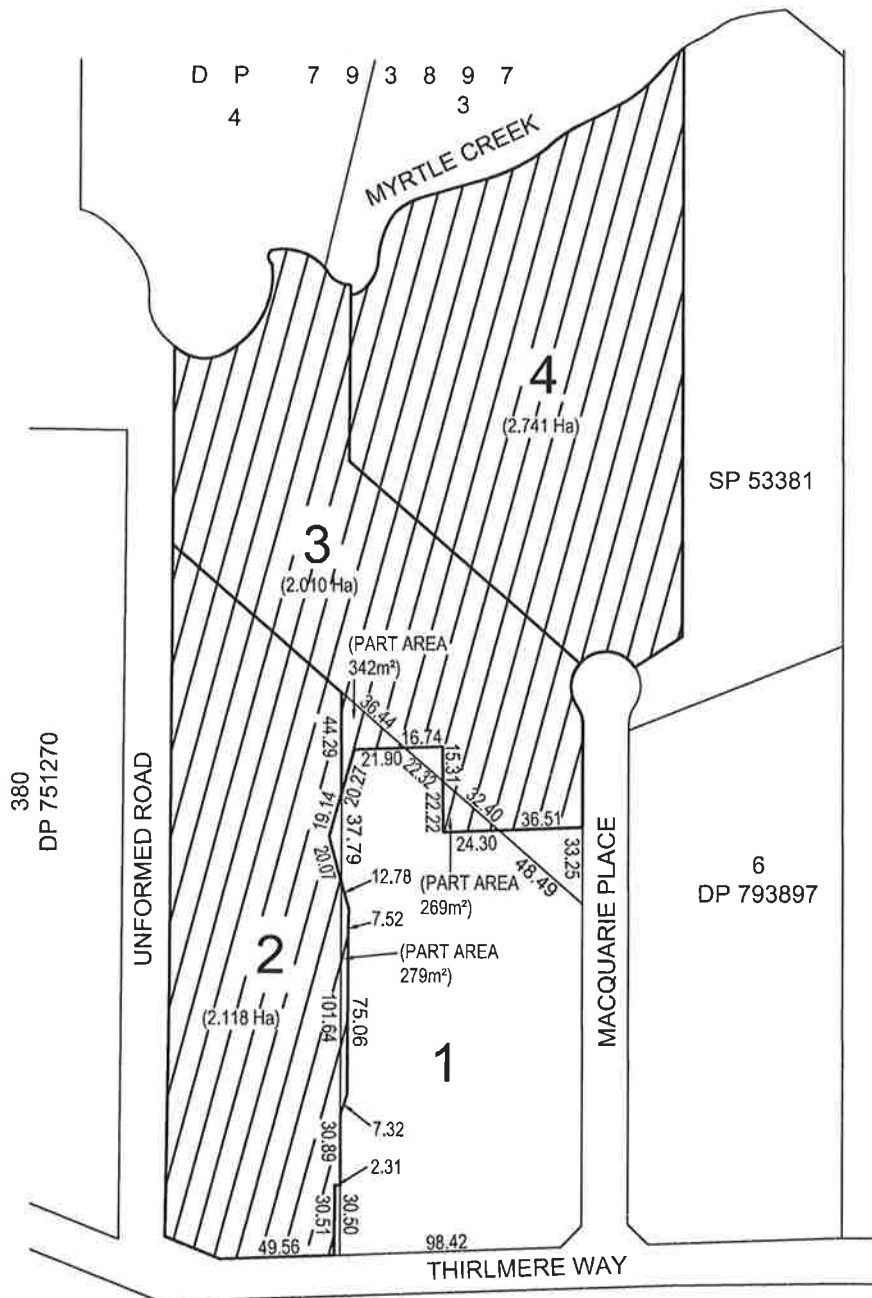 D P 7 9 3 8 9 7
4
3
MYRTLE CREEK
4
(2.741 Ha)
SP 53381
3
(2.010 Ha)
(PART AREA
342m²)
36.44
16.74
44.29
21.90
22.32
15.31
20.27
19.14
22.22
32.40
36.51
24.30
37.79
20.07
33.25
48.49
12.78
(PART AREA
269m²)
7.52
(PART AREA
279m²)
380
DP 751270
UNFORMED ROAD
MACQUARIE PLACE
6
DP 793897
2
(2.118 Ha)
101.64
75.06
1
7.32
30.89
2.31
30.51
30.50
49.56
98.42
THIRLMERE WAY